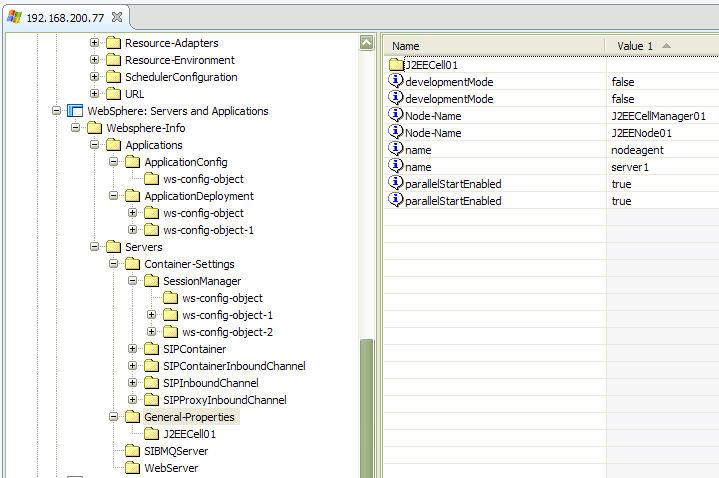 192.168.200.77
Resource-Adapters
Resource-Environment
SchedulerConfiguration
URL
WebSphere: Servers and Applications
Websphere-Info
Applications
ApplicationConfig
ws-config-object
ApplicationDeployment
ws-config-object
ws-config-object-1
Servers
Container-Settings
SessionManager
ws-config-object
ws-config-object-1
ws-config-object-2
SIPContainer
SIPContainerInboundChannel
SIPInboundChannel
SIPProxyInboundChannel
General-Properties
J2EECell01
SIBMQServer
WebServer
Name Value 1
J2EECell01
developmentMode false
developmentMode false
Node-Name J2EECellManager01
Node-Name J2EENode01
name nodeagent
name server1
parallelStartEnabled true
parallelStartEnabled true